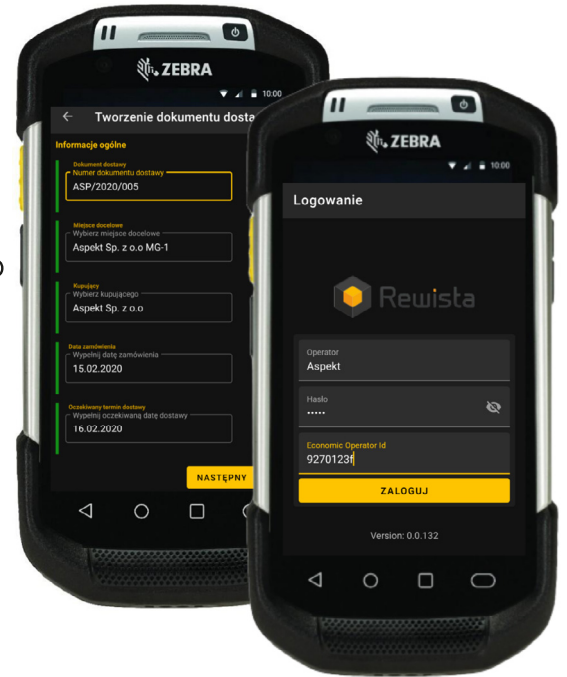 ZEBRA
10:00
Tworzenie dokumentu dosta
Informacje ogólne
Dokument dostawy
Numer dokumentu dostawy
ASP/2020/005
Miejsce docelowe
Wybierz miejsce docelowe
Aspekt Sp. z o.o MG-1
Kupujący
Wybierz kupującego
Aspekt Sp. z o.o
Data zamówienia
Wypełnij datę zamówienia
15.02.2020
Oczekiwany termin dostawy
Wypełnij oczekiwaną datę dostawy
16.02.2020
NASTĘPNY
ZEBRA
10:00
Logowanie
Rewista
Operator
Aspekt
Hasło
•••••
Economic Operator Id
9270123f
ZALOGUJ
Version: 0.0.132